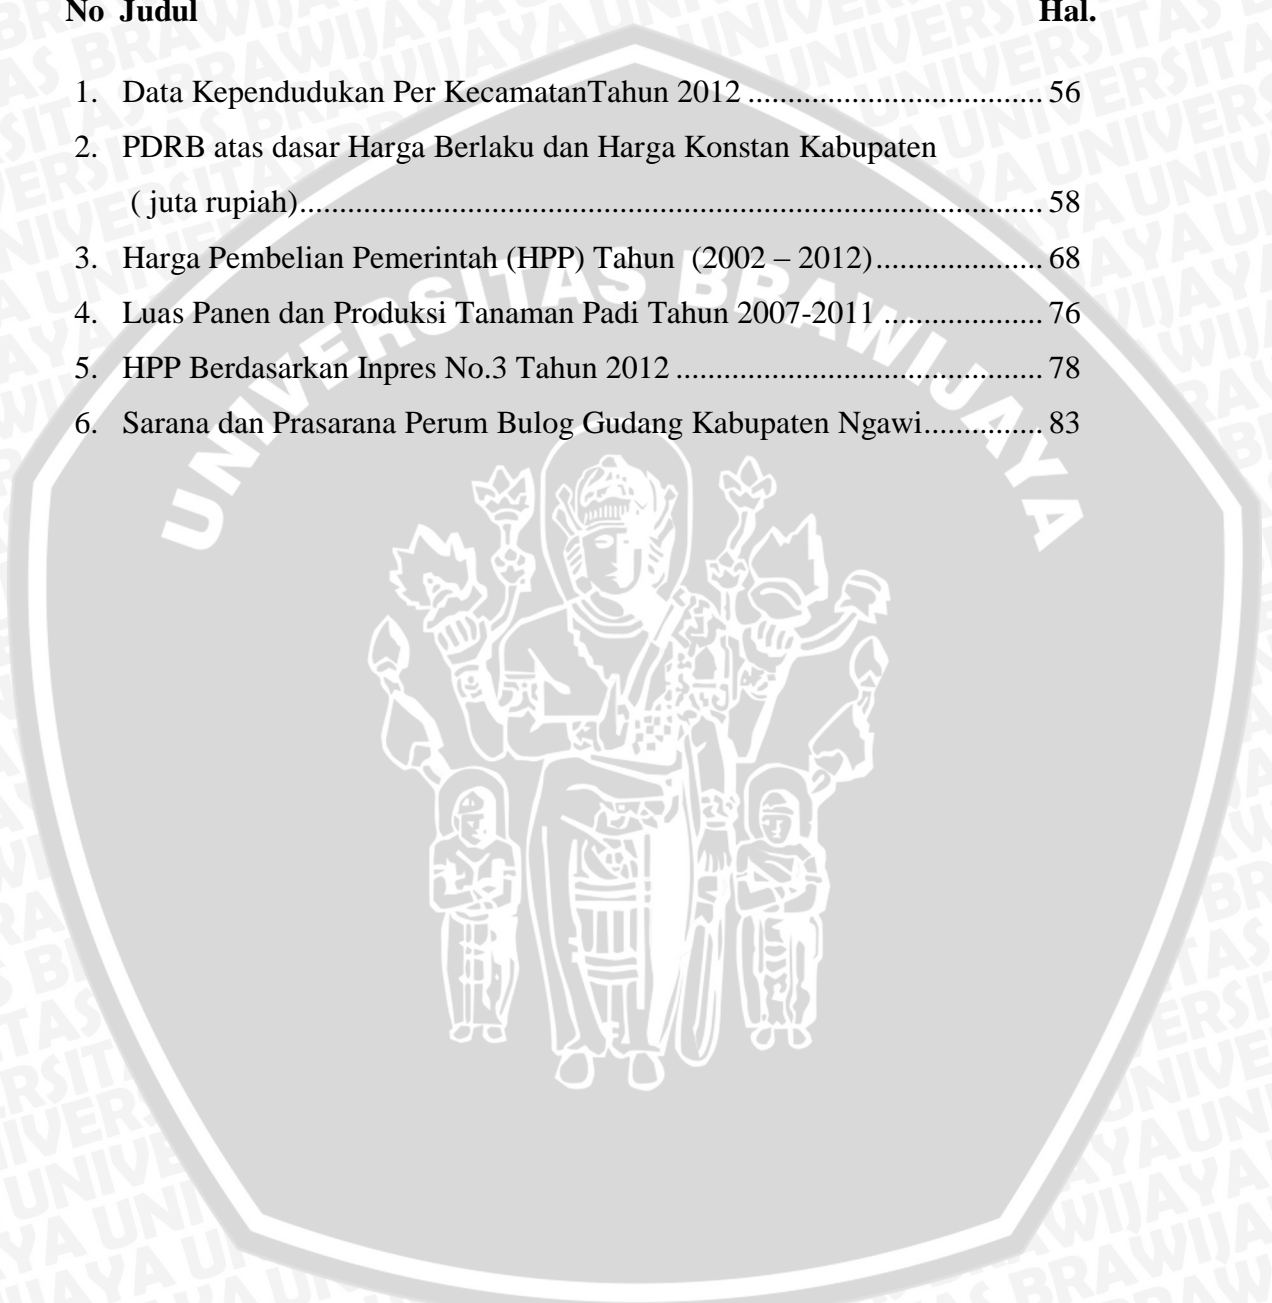 No Judul Hal.
1. Data Kependudukan Per KecamatanTahun 2012 ..................................... 56
2. PDRB atas dasar Harga Berlaku dan Harga Konstan Kabupaten
( juta rupiah).............................................................................................. 58
3. Harga Pembelian Pemerintah (HPP) Tahun (2002 – 2012)..................... 68
4. Luas Panen dan Produksi Tanaman Padi Tahun 2007-2011 .................... 76
5. HPP Berdasarkan Inpres No.3 Tahun 2012 .............................................. 78
6. Sarana dan Prasarana Perum Bulog Gudang Kabupaten Ngawi............... 83
UNIVERSITAS BRAWIJAYA